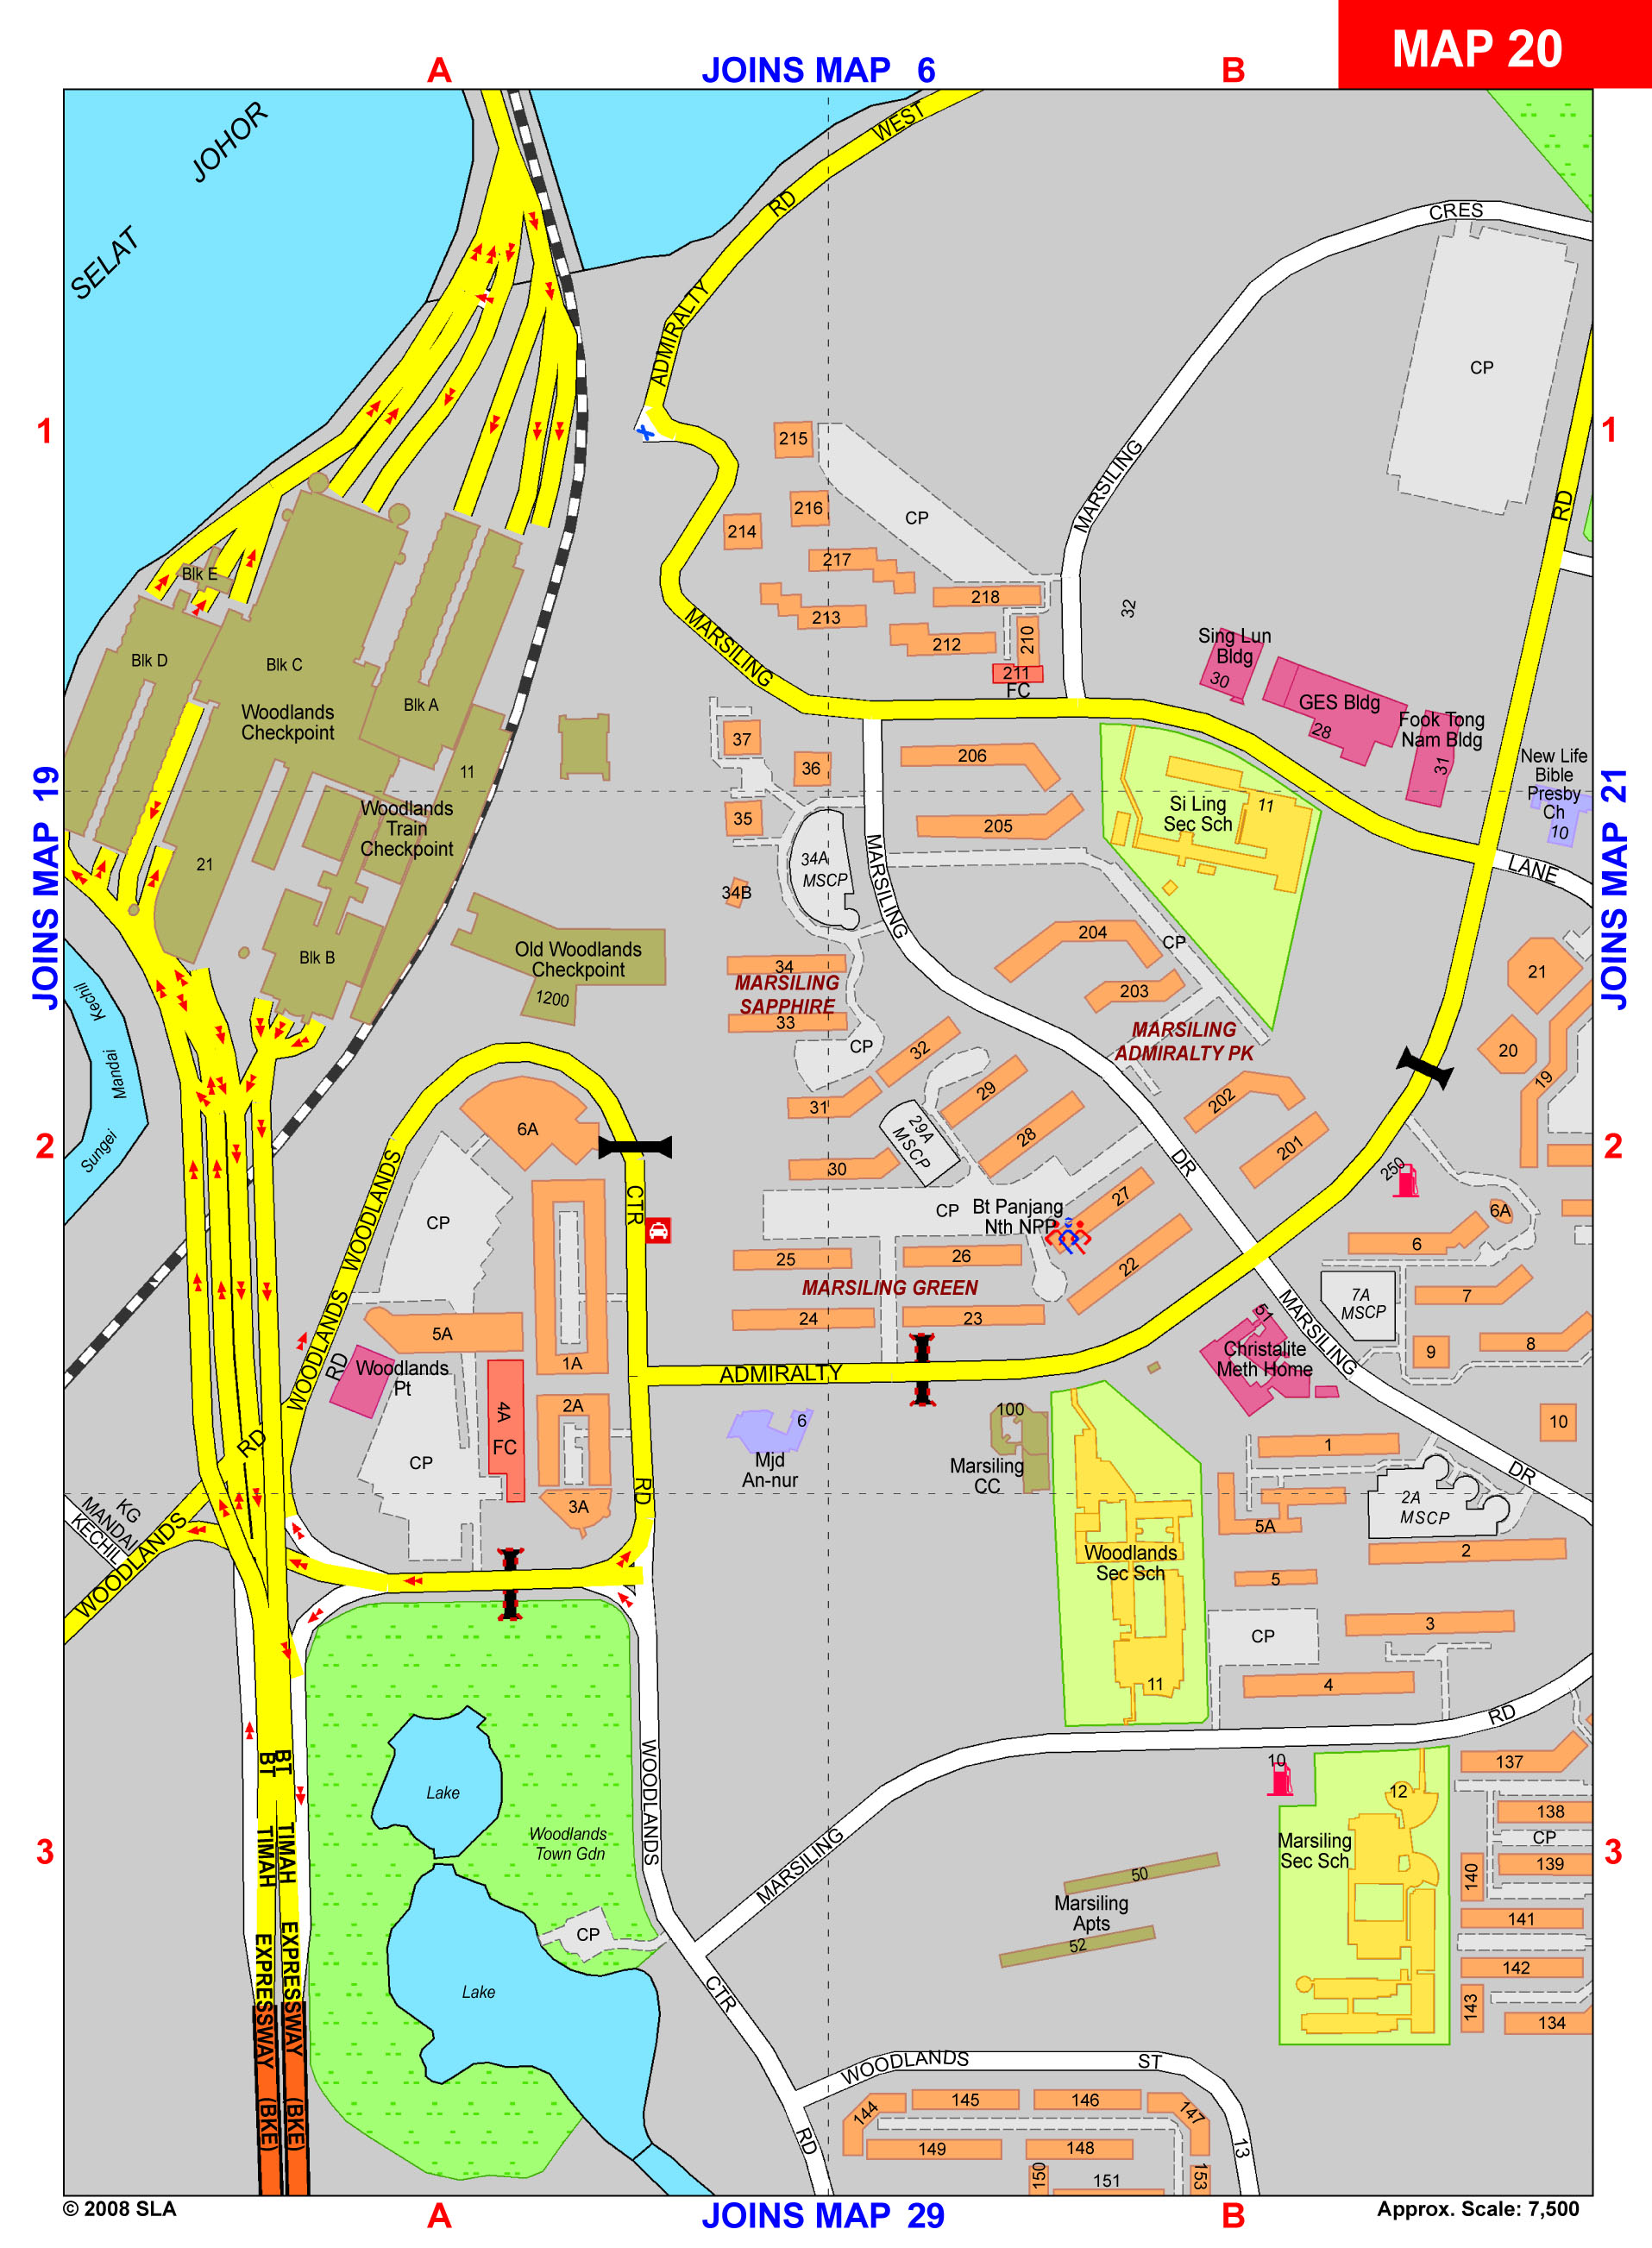 MAP 20
A
JOINS MAP 6
B
JOHOR
SELAT
WEST
RD
ADMIRALTY
CRES
CP
MARSILING
RD
1
1
215
216
214
CP
217
218
213
212
210
211
FC
32
MARSILING
Blk E
Blk D
Blk C
Blk A
Woodlands
Checkpoint
11
Woodlands
Train
Checkpoint
21
Blk B
Sing Lun
Bldg
30
GES Bldg
28
Fook Tong
Nam Bldg
31
New Life
Bible
Presby
Ch
10
JOINS MAP 19
JOINS MAP 21
37
36
35
206
205
Si Ling
Sec Sch
11
34A
MSCP
34B
MARSILING
LANE
Old Woodlands
Checkpoint
1200
34
MARSILING
SAPPHIRE
33
204
CP
203
MARSILING
ADMIRALTY PK
21
20
19
Kechil
Mandai
Sungei
CP
32
31
29
29A
MSCP
28
30
202
201
DR
2
2
6A
WOODLANDS
WOODLANDS
CTR
CP
CP
Bt Panjang
Nth NPP
27
22
250
6A
6
25
26
MARSILING GREEN
24
23
7A
MSCP
7
8
9
51
MARSILING
5A
1A
RD
Woodlands
Pt
WOODLANDS
4A
FC
2A
3A
CP
ADMIRALTY
Christalite
Meth Home
10
6
Mjd
An-nur
100
Marsiling
CC
1
DR
RD
RD
KG
MANDAI
KECHIL
WOODLANDS
2A
MSCP
5A
2
5
Woodlands
Sec Sch
11
CP
3
4
RD
BT
BT
TIMAH
TIMAH
EXPRESSWAY
EXPRESSWAY
(BKE)
(BKE)
Lake
Woodlands
Town Gdn
CP
Lake
WOODLANDS
MARSILING
CTR
10
12
Marsiling
Sec Sch
137
138
CP
139
140
141
142
143
134
3
3
50
Marsiling
Apts
52
WOODLANDS
ST
13
RD
144
145
146
147
149
148
150
151
153
© 2008 SLA
A
JOINS MAP 29
B
Approx. Scale: 7,500